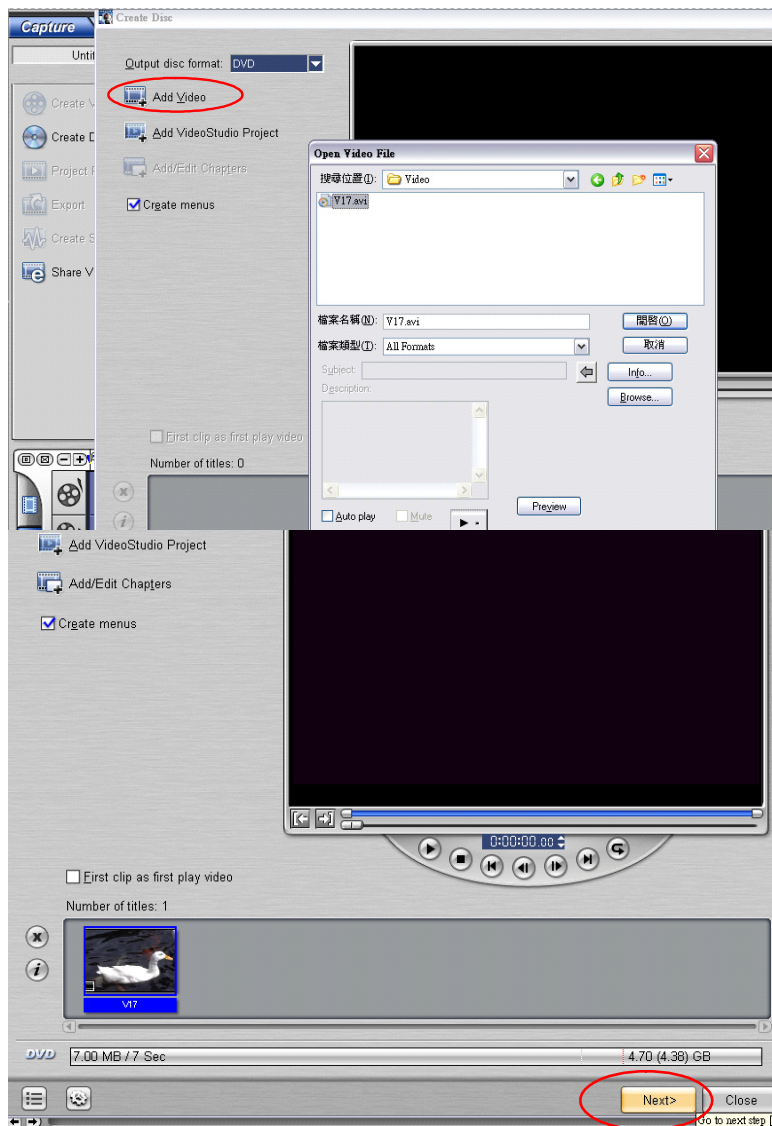 Capture
Create Disc
Output disc format: DVD
Add Video
Create D
Add VideoStudio Project
Project
Add/Edit Chapters
Export
Create menus
Create S
Share V
Open Video File
搜尋位置(I): Video
V17.avi
檔案名稱(N): V17.avi
開啟(O)
檔案類型(T): All Formats
取消
Subject:
Info...
Description:
Browse...
First clip as first play video
Number of titles: 0
Auto play
Mute
Preview
Add VideoStudio Project
Add/Edit Chapters
Create menus
0:00:00.00
First clip as first play video
Number of titles: 1
V17
DVD 7.00 MB / 7 Sec 4.70 (4.38) GB
Next>
Close
Go to next step [